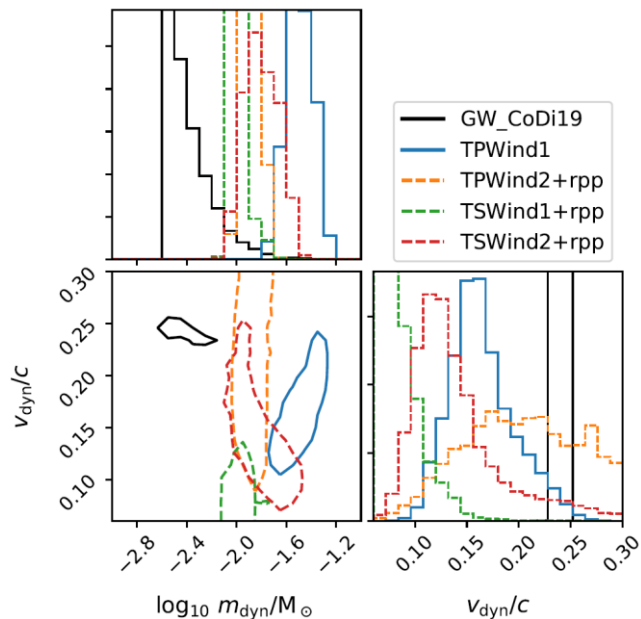 GW_CoDi19
TPWind1
TPWind2+rpp
TSWind1+rpp
TSWind2+rpp
0.30
0.25
0.20
0.15
0.10
v_dyn/c
−2.8 −2.4 −2.0 −1.6 −1.2
0.10 0.15 0.20 0.25 0.30
log₁₀ m_dyn/M_⊙
v_dyn/c